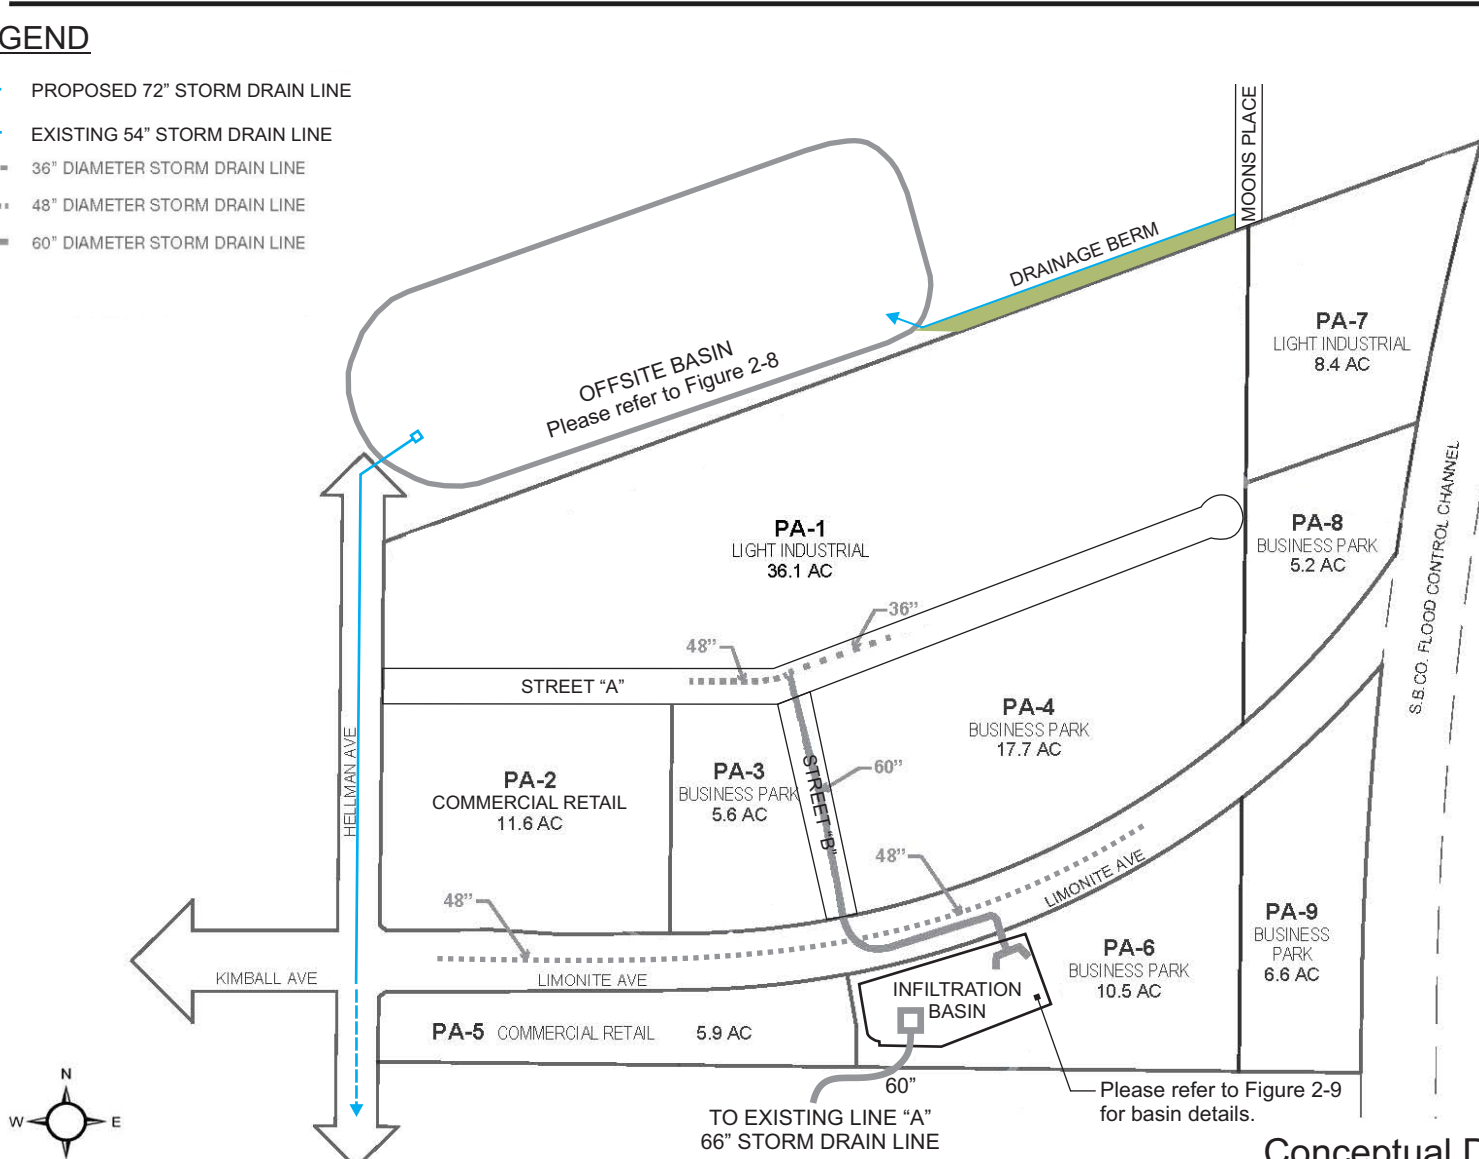 GEND
PROPOSED 72” STORM DRAIN LINE
EXISTING 54” STORM DRAIN LINE
36” DIAMETER STORM DRAIN LINE
48” DIAMETER STORM DRAIN LINE
60” DIAMETER STORM DRAIN LINE
MOONS PLACE
DRAINAGE BERM
OFFSITE BASIN
Please refer to Figure 2-8
PA-7
LIGHT INDUSTRIAL
8.4 AC
PA-1
LIGHT INDUSTRIAL
36.1 AC
PA-8
BUSINESS PARK
5.2 AC
S.B.CO. FLOOD CONTROL CHANNEL
36”
48”
STREET “A”
PA-4
BUSINESS PARK
17.7 AC
HELLMAN AVE
PA-2
COMMERCIAL RETAIL
11.6 AC
PA-3
BUSINESS PARK
5.6 AC
STREET “B”
60”
48”
LIMONITE AVE
48”
PA-9
BUSINESS
PARK
6.6 AC
PA-6
BUSINESS PARK
10.5 AC
KIMBALL AVE
LIMONITE AVE
INFILTRATION
BASIN
PA-5 COMMERCIAL RETAIL 5.9 AC
N
W E
60”
Please refer to Figure 2-9
for basin details.
TO EXISTING LINE “A”
66” STORM DRAIN LINE
Conceptual D